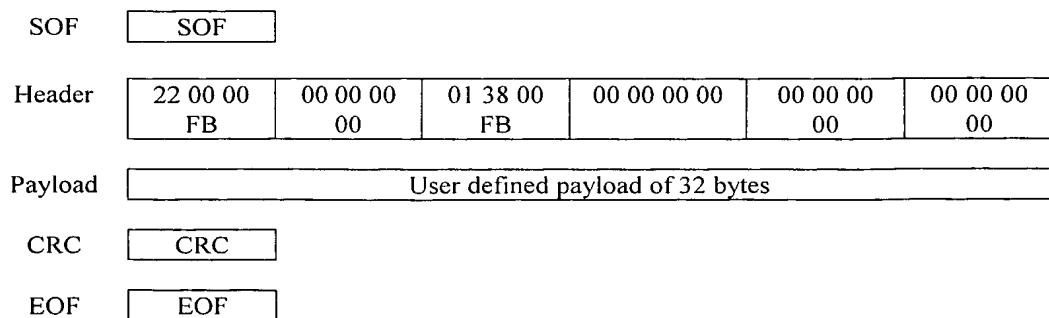 SOF SOF
Header 22 00 00 00 00 00 01 38 00 00 00 00 00 00 00 00 00 00 00
FB 00 FB 00 00
Payload User defined payload of 32 bytes
CRC CRC
EOF EOF